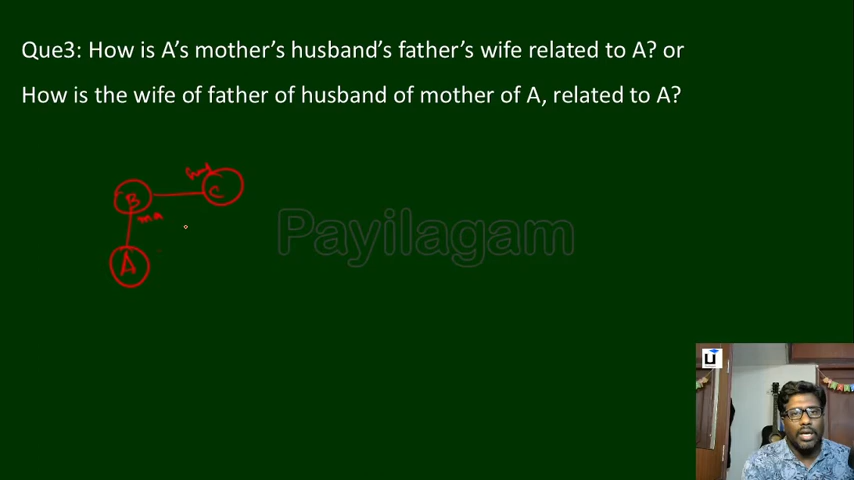 Que3: How is A's mother's husband's father's wife related to A? or
How is the wife of father of husband of mother of A, related to A?
B
C
ma
A
Payilagam